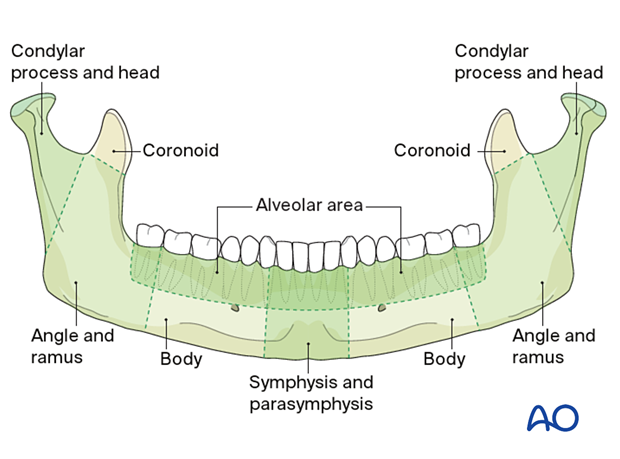 Condylar
process and head
Condylar
process and head
Coronoid
Coronoid
Alveolar area
Angle and
ramus
Body
Symphysis and
parasymphysis
Body
Angle and
ramus
AO